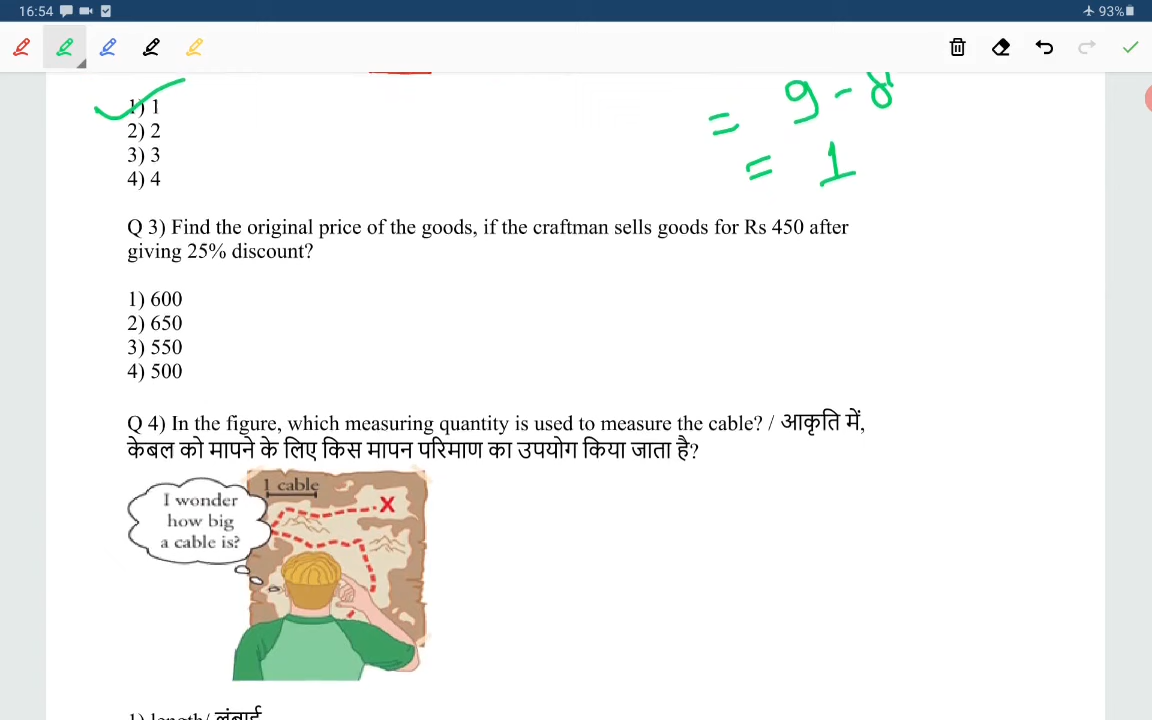 16:54
93%
= 9 - 8
1) 1
= 1
2) 2
3) 3
4) 4
Q 3) Find the original price of the goods, if the craftman sells goods for Rs 450 after
giving 25% discount?
1) 600
2) 650
3) 550
4) 500
Q 4) In the figure, which measuring quantity is used to measure the cable? / आकृति में,
केबल को मापने के लिए किस मापन परिमाण का उपयोग किया जाता है?
1 cable
X
I wonder
how big
a cable is?
1) length/ लंबाई